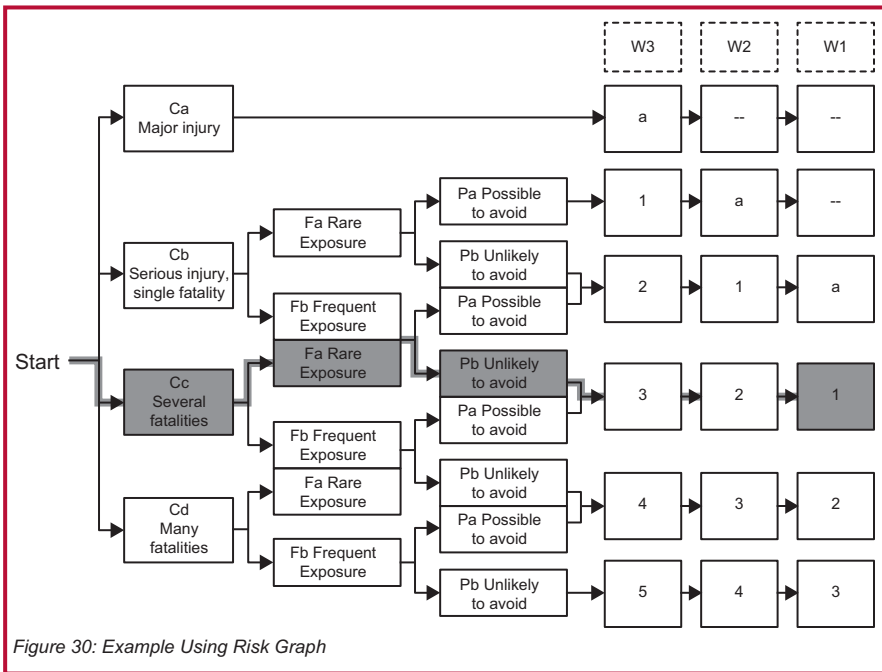 W3
W2
W1
Ca
Major injury
a
--
--
Pa Possible
to avoid
1
a
--
Fa Rare
Exposure
Cb
Serious injury,
single fatality
Pb Unlikely
to avoid
Pa Possible
to avoid
2
1
a
Fb Frequent
Exposure
Fa Rare
Exposure
Start
Cc
Several
fatalities
Pb Unlikely
to avoid
Pa Possible
to avoid
3
2
1
Fb Frequent
Exposure
Fa Rare
Exposure
Cd
Many
fatalities
Pb Unlikely
to avoid
Pa Possible
to avoid
4
3
2
Fb Frequent
Exposure
Pb Unlikely
to avoid
5
4
3
Figure 30: Example Using Risk Graph